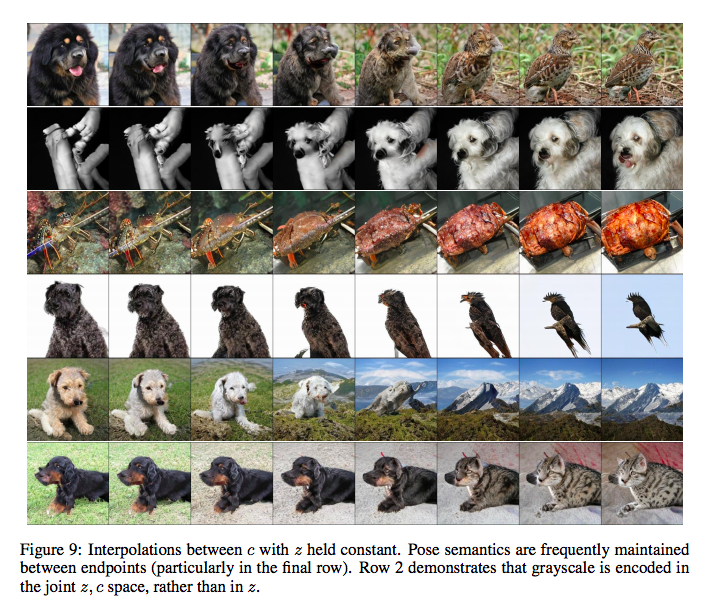 Figure 9: Interpolations between c with z held constant. Pose semantics are frequently maintained
between endpoints (particularly in the final row). Row 2 demonstrates that grayscale is encoded in
the joint z, c space, rather than in z.